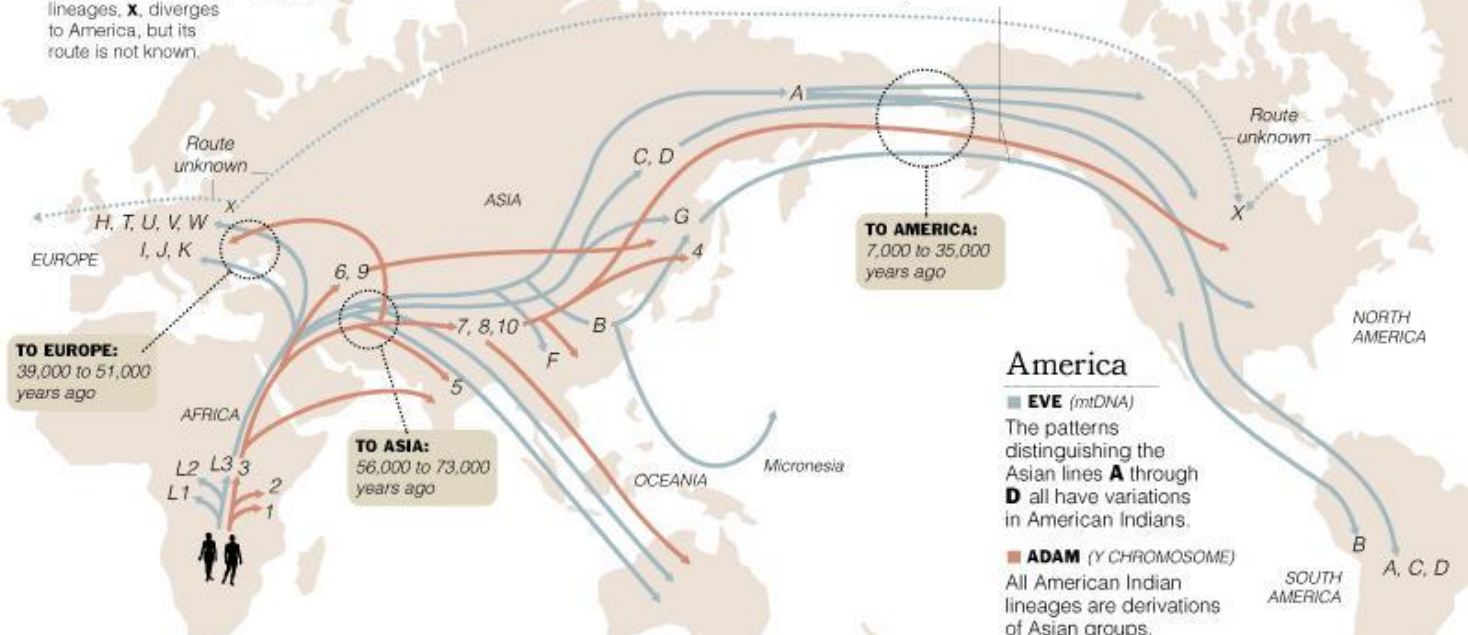 lineages, x, diverges
to America, but its
route is not known.
Route
unknown
X
H, T, U, V, W
I, J, K
EUROPE
TO EUROPE:
39,000 to 51,000
years ago
AFRICA
L2
L3
3
L1
2
1
6, 9
ASIA
TO ASIA:
56,000 to 73,000
years ago
7, 8, 10
5
F
B
C, D
G
4
A
OCEANIA
Micronesia
TO AMERICA:
7,000 to 35,000
years ago
Route
unknown
X
NORTH
AMERICA
America
EVE (mtDNA)
The patterns
distinguishing the
Asian lines A through
D all have variations
in American Indians.
ADAM (Y CHROMOSOME)
All American Indian
lineages are derivations
of Asian groups.
B
A, C, D
SOUTH
AMERICA